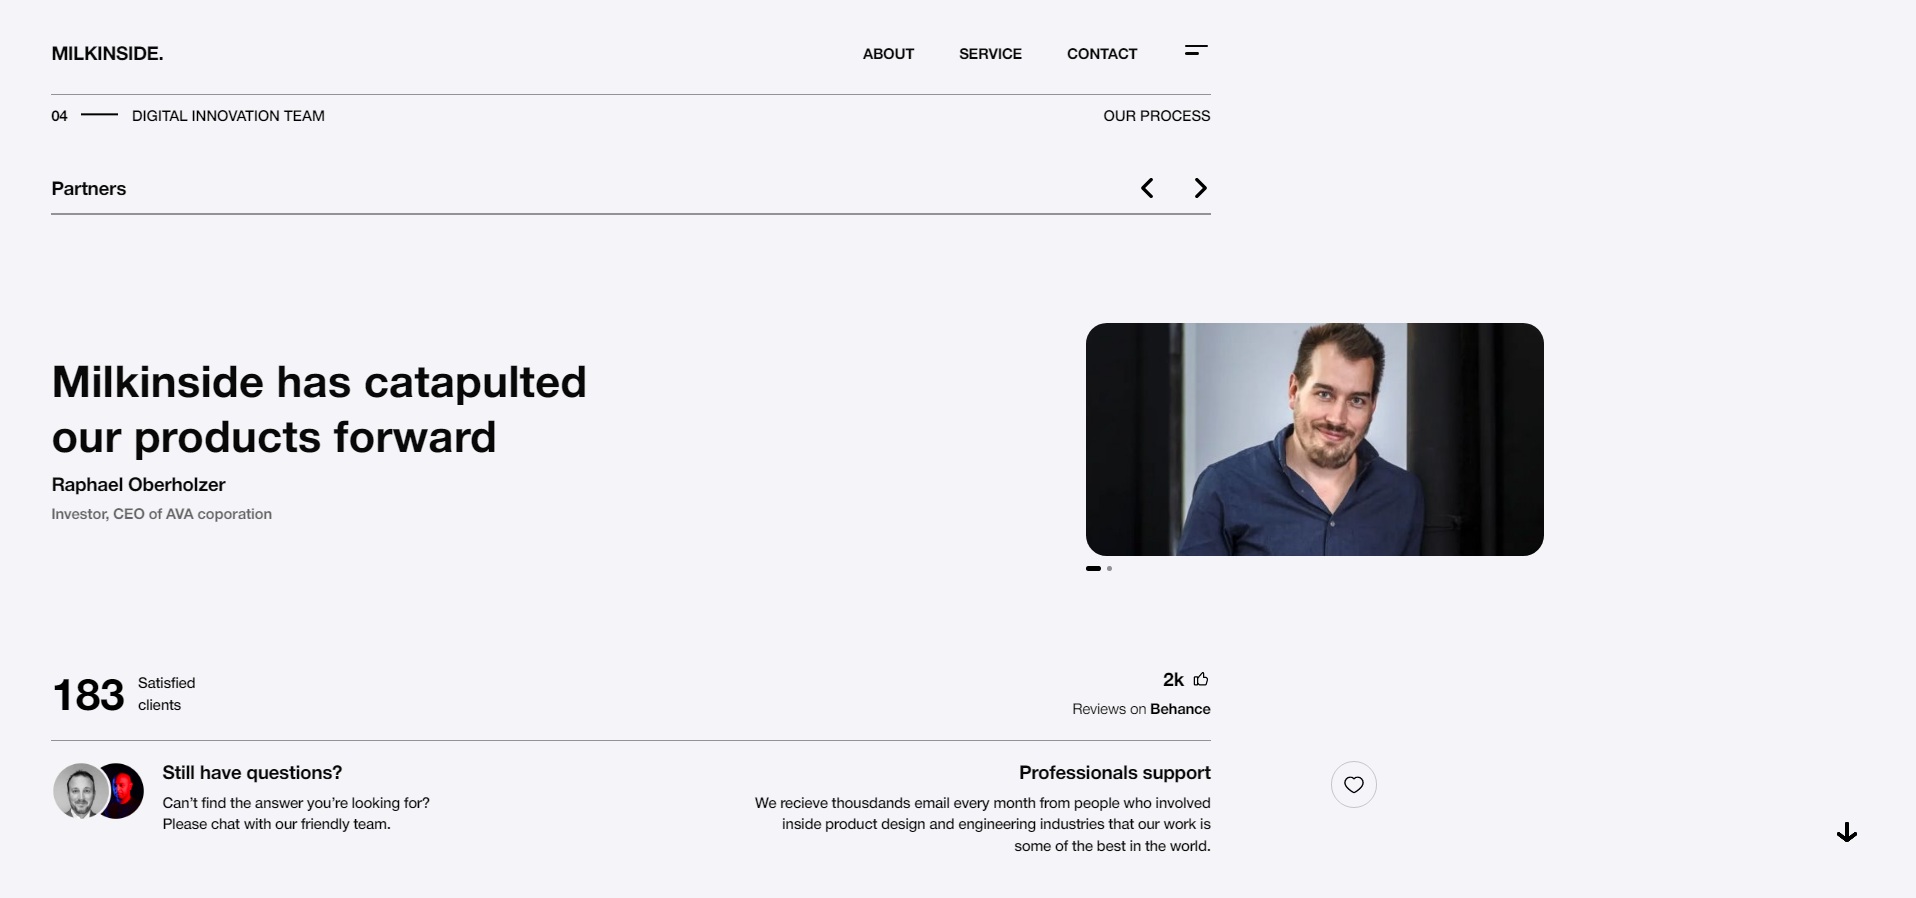 MILKINSIDE.
ABOUT
SERVICE
CONTACT
04
DIGITAL INNOVATION TEAM
OUR PROCESS
Partners
Milkinside has catapulted
our products forward
Raphael Oberholzer
Investor, CEO of AVA coporation
183
Satisfied
clients
2k
Reviews on Behance
Still have questions?
Can’t find the answer you’re looking for?
Please chat with our friendly team.
Professionals support
We recieve thousdands email every month from people who involved
inside product design and engineering industries that our work is
some of the best in the world.